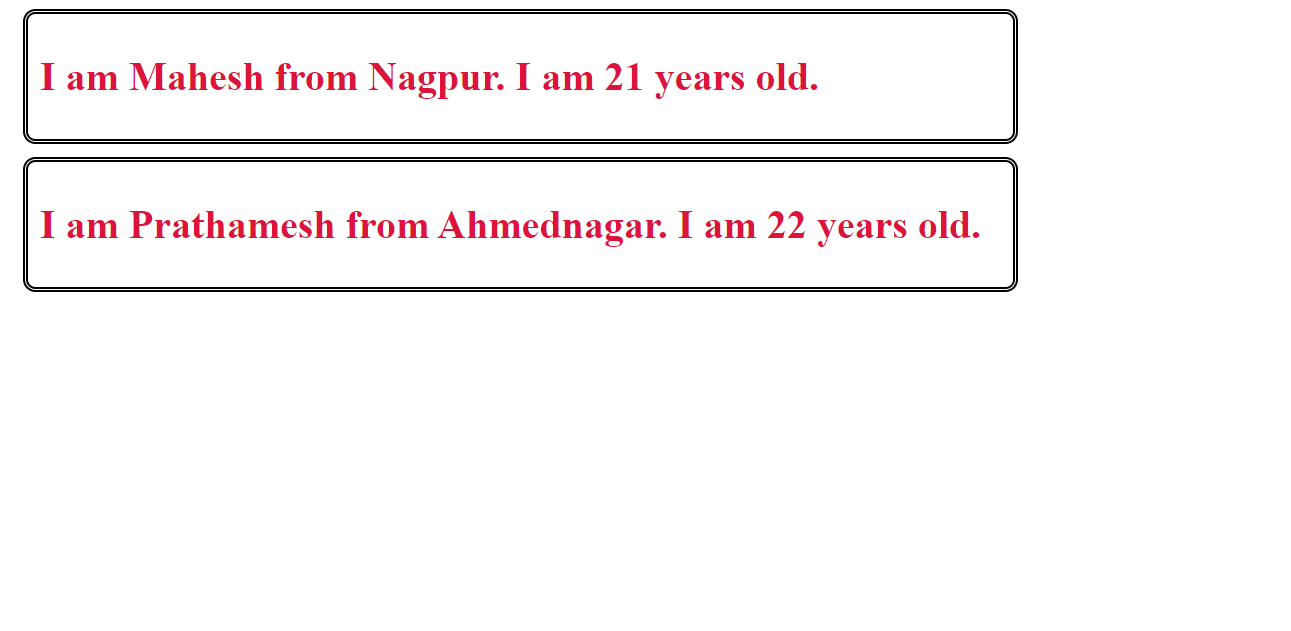 I am Mahesh from Nagpur. I am 21 years old.
I am Prathamesh from Ahmednagar. I am 22 years old.